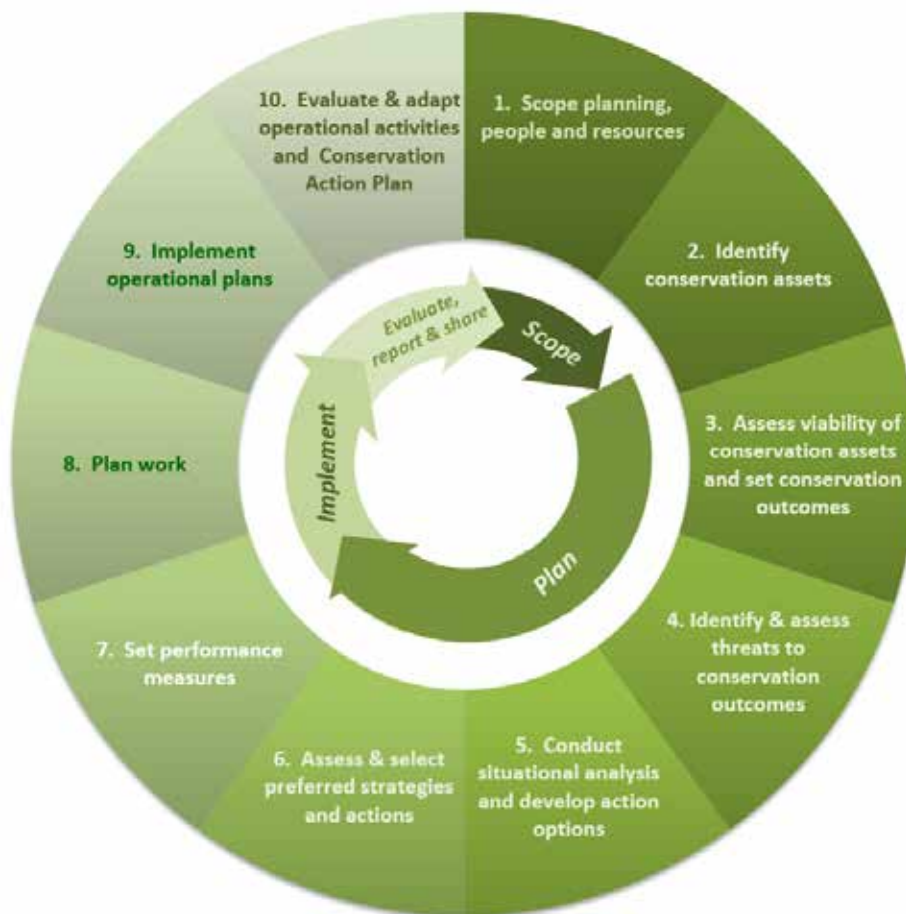 1. Scope planning,
people and resources
2. Identify
conservation assets
3. Assess viability of
conservation assets
and set conservation
outcomes
4. Identify & assess
threats to
conservation
outcomes
5. Conduct
situational analysis
and develop action
options
6. Assess & select
preferred strategies
and actions
7. Set performance
measures
8. Plan work
9. Implement
operational plans
10. Evaluate & adapt
operational activities
and Conservation
Action Plan
Scope
Plan
Implement
Evaluate,
report & share